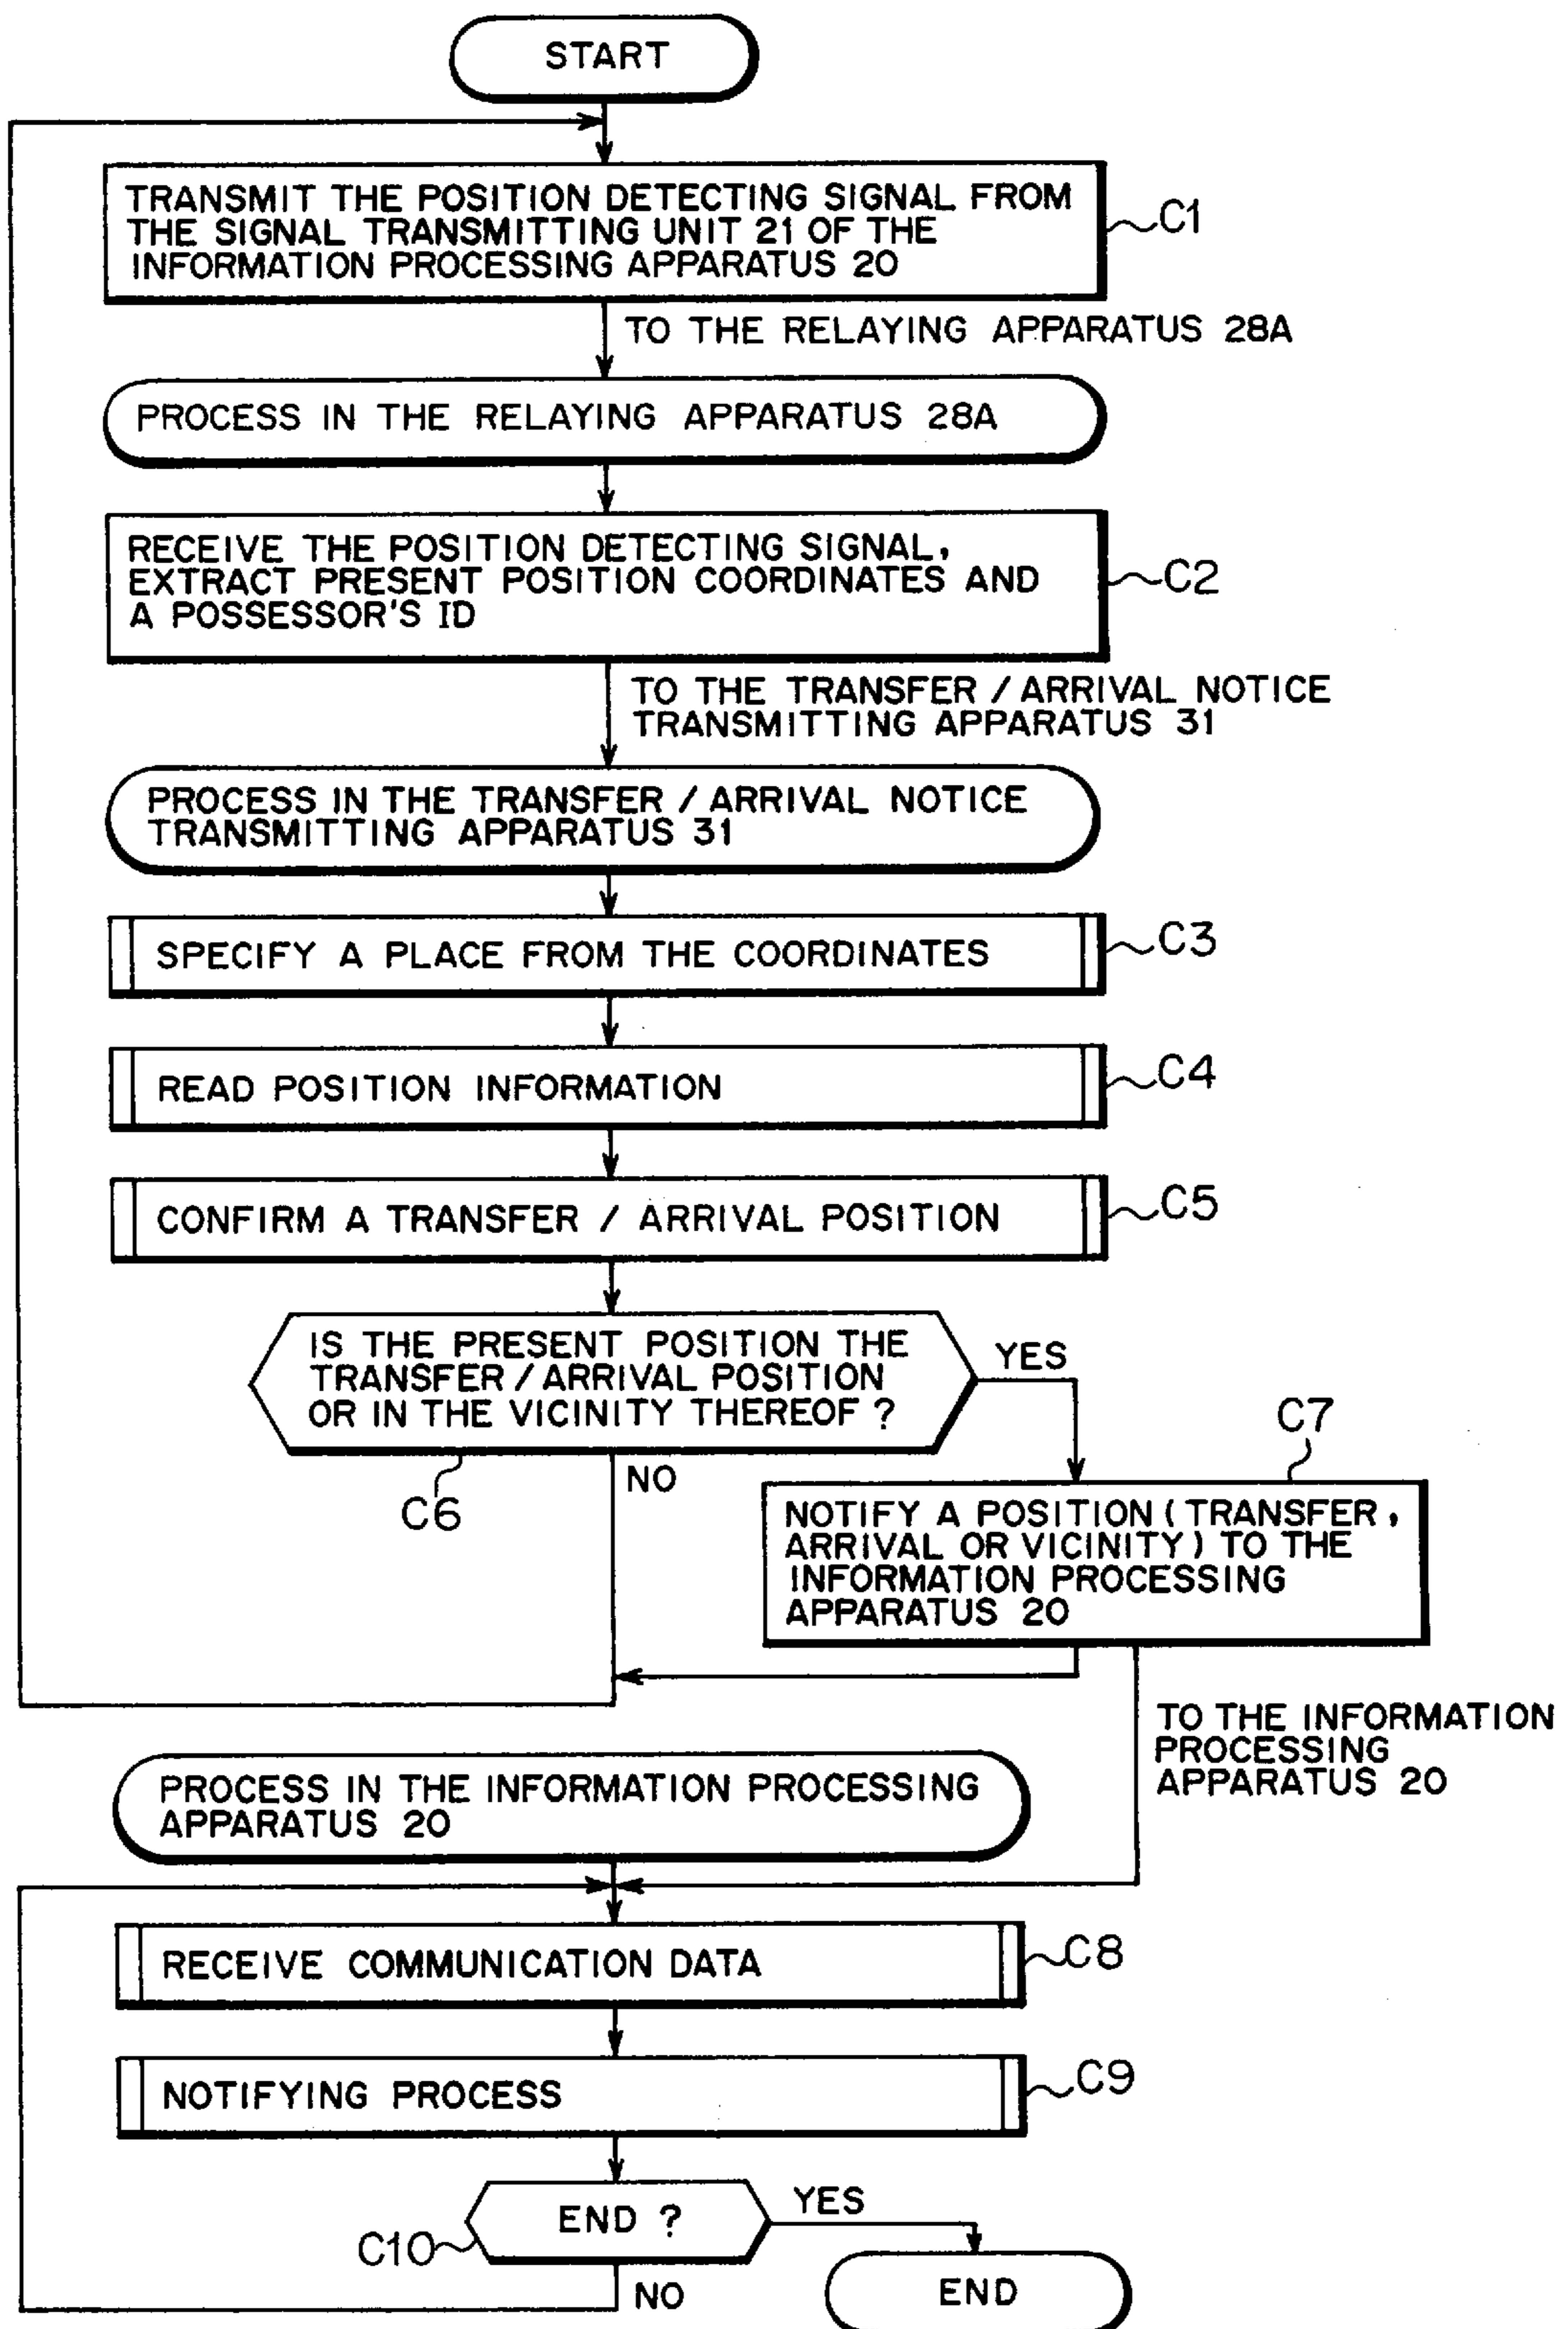 START
TRANSMIT THE POSITION DETECTING SIGNAL FROM
THE SIGNAL TRANSMITTING UNIT 21 OF THE
INFORMATION PROCESSING APPARATUS 20
C1
TO THE RELAYING APPARATUS 28A
PROCESS IN THE RELAYING APPARATUS 28A
RECEIVE THE POSITION DETECTING SIGNAL,
EXTRACT PRESENT POSITION COORDINATES AND
A POSSESSOR'S ID
C2
TO THE TRANSFER / ARRIVAL NOTICE
TRANSMITTING APPARATUS 31
PROCESS IN THE TRANSFER / ARRIVAL NOTICE
TRANSMITTING APPARATUS 31
SPECIFY A PLACE FROM THE COORDINATES
C3
READ POSITION INFORMATION
C4
CONFIRM A TRANSFER / ARRIVAL POSITION
C5
IS THE PRESENT POSITION THE
TRANSFER / ARRIVAL POSITION
OR IN THE VICINITY THEREOF ?
YES
C6
NO
C7
NOTIFY A POSITION ( TRANSFER,
ARRIVAL OR VICINITY ) TO THE
INFORMATION PROCESSING
APPARATUS 20
TO THE INFORMATION
PROCESSING
APPARATUS 20
PROCESS IN THE INFORMATION PROCESSING
APPARATUS 20
RECEIVE COMMUNICATION DATA
C8
NOTIFYING PROCESS
C9
END ?
YES
C10
NO
END